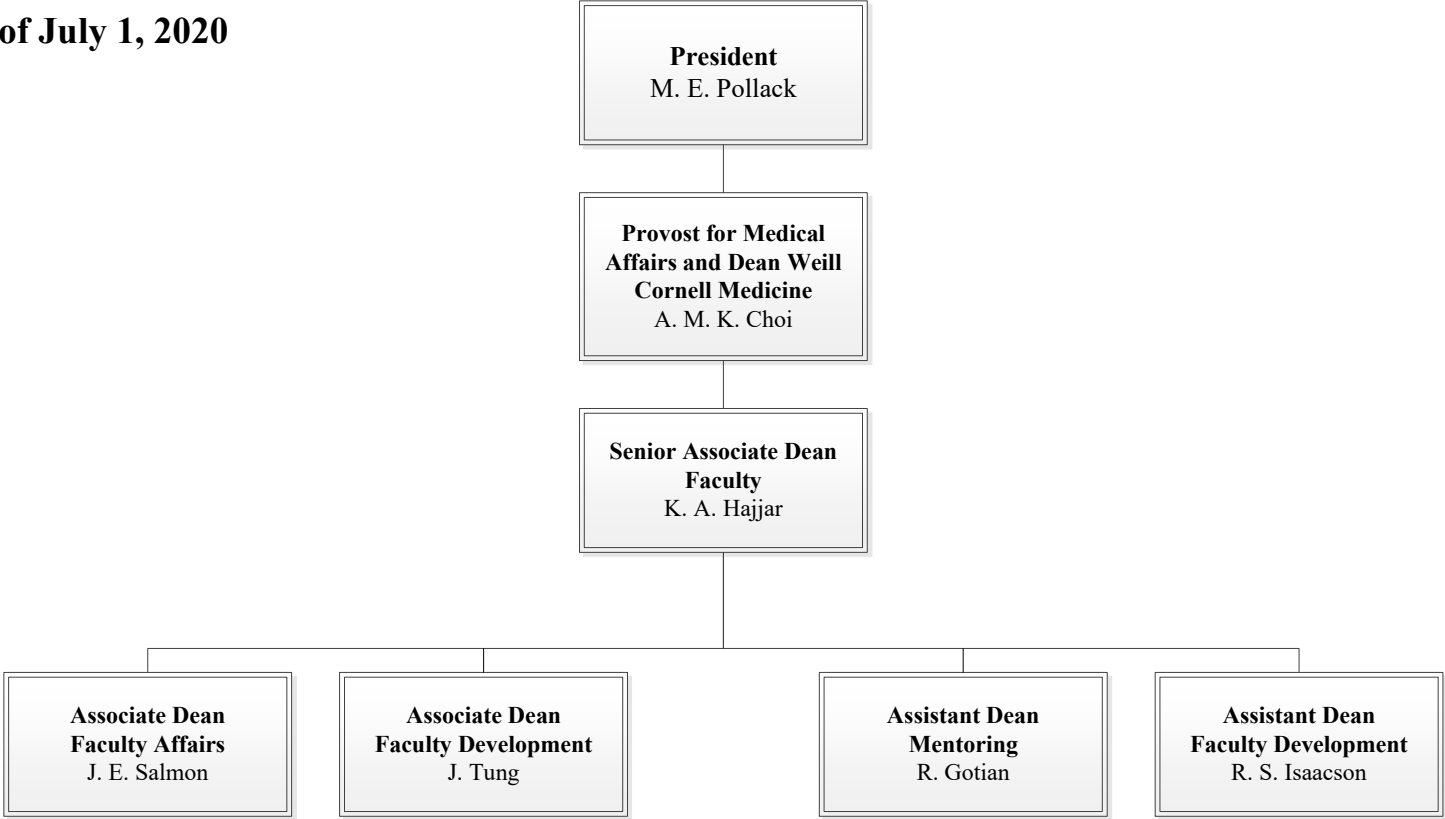 of July 1, 2020
President
M. E. Pollack
Provost for Medical
Affairs and Dean Weill
Cornell Medicine
A. M. K. Choi
Senior Associate Dean
Faculty
K. A. Hajjar
Associate Dean
Faculty Affairs
J. E. Salmon
Associate Dean
Faculty Development
J. Tung
Assistant Dean
Mentoring
R. Gotian
Assistant Dean
Faculty Development
R. S. Isaacson